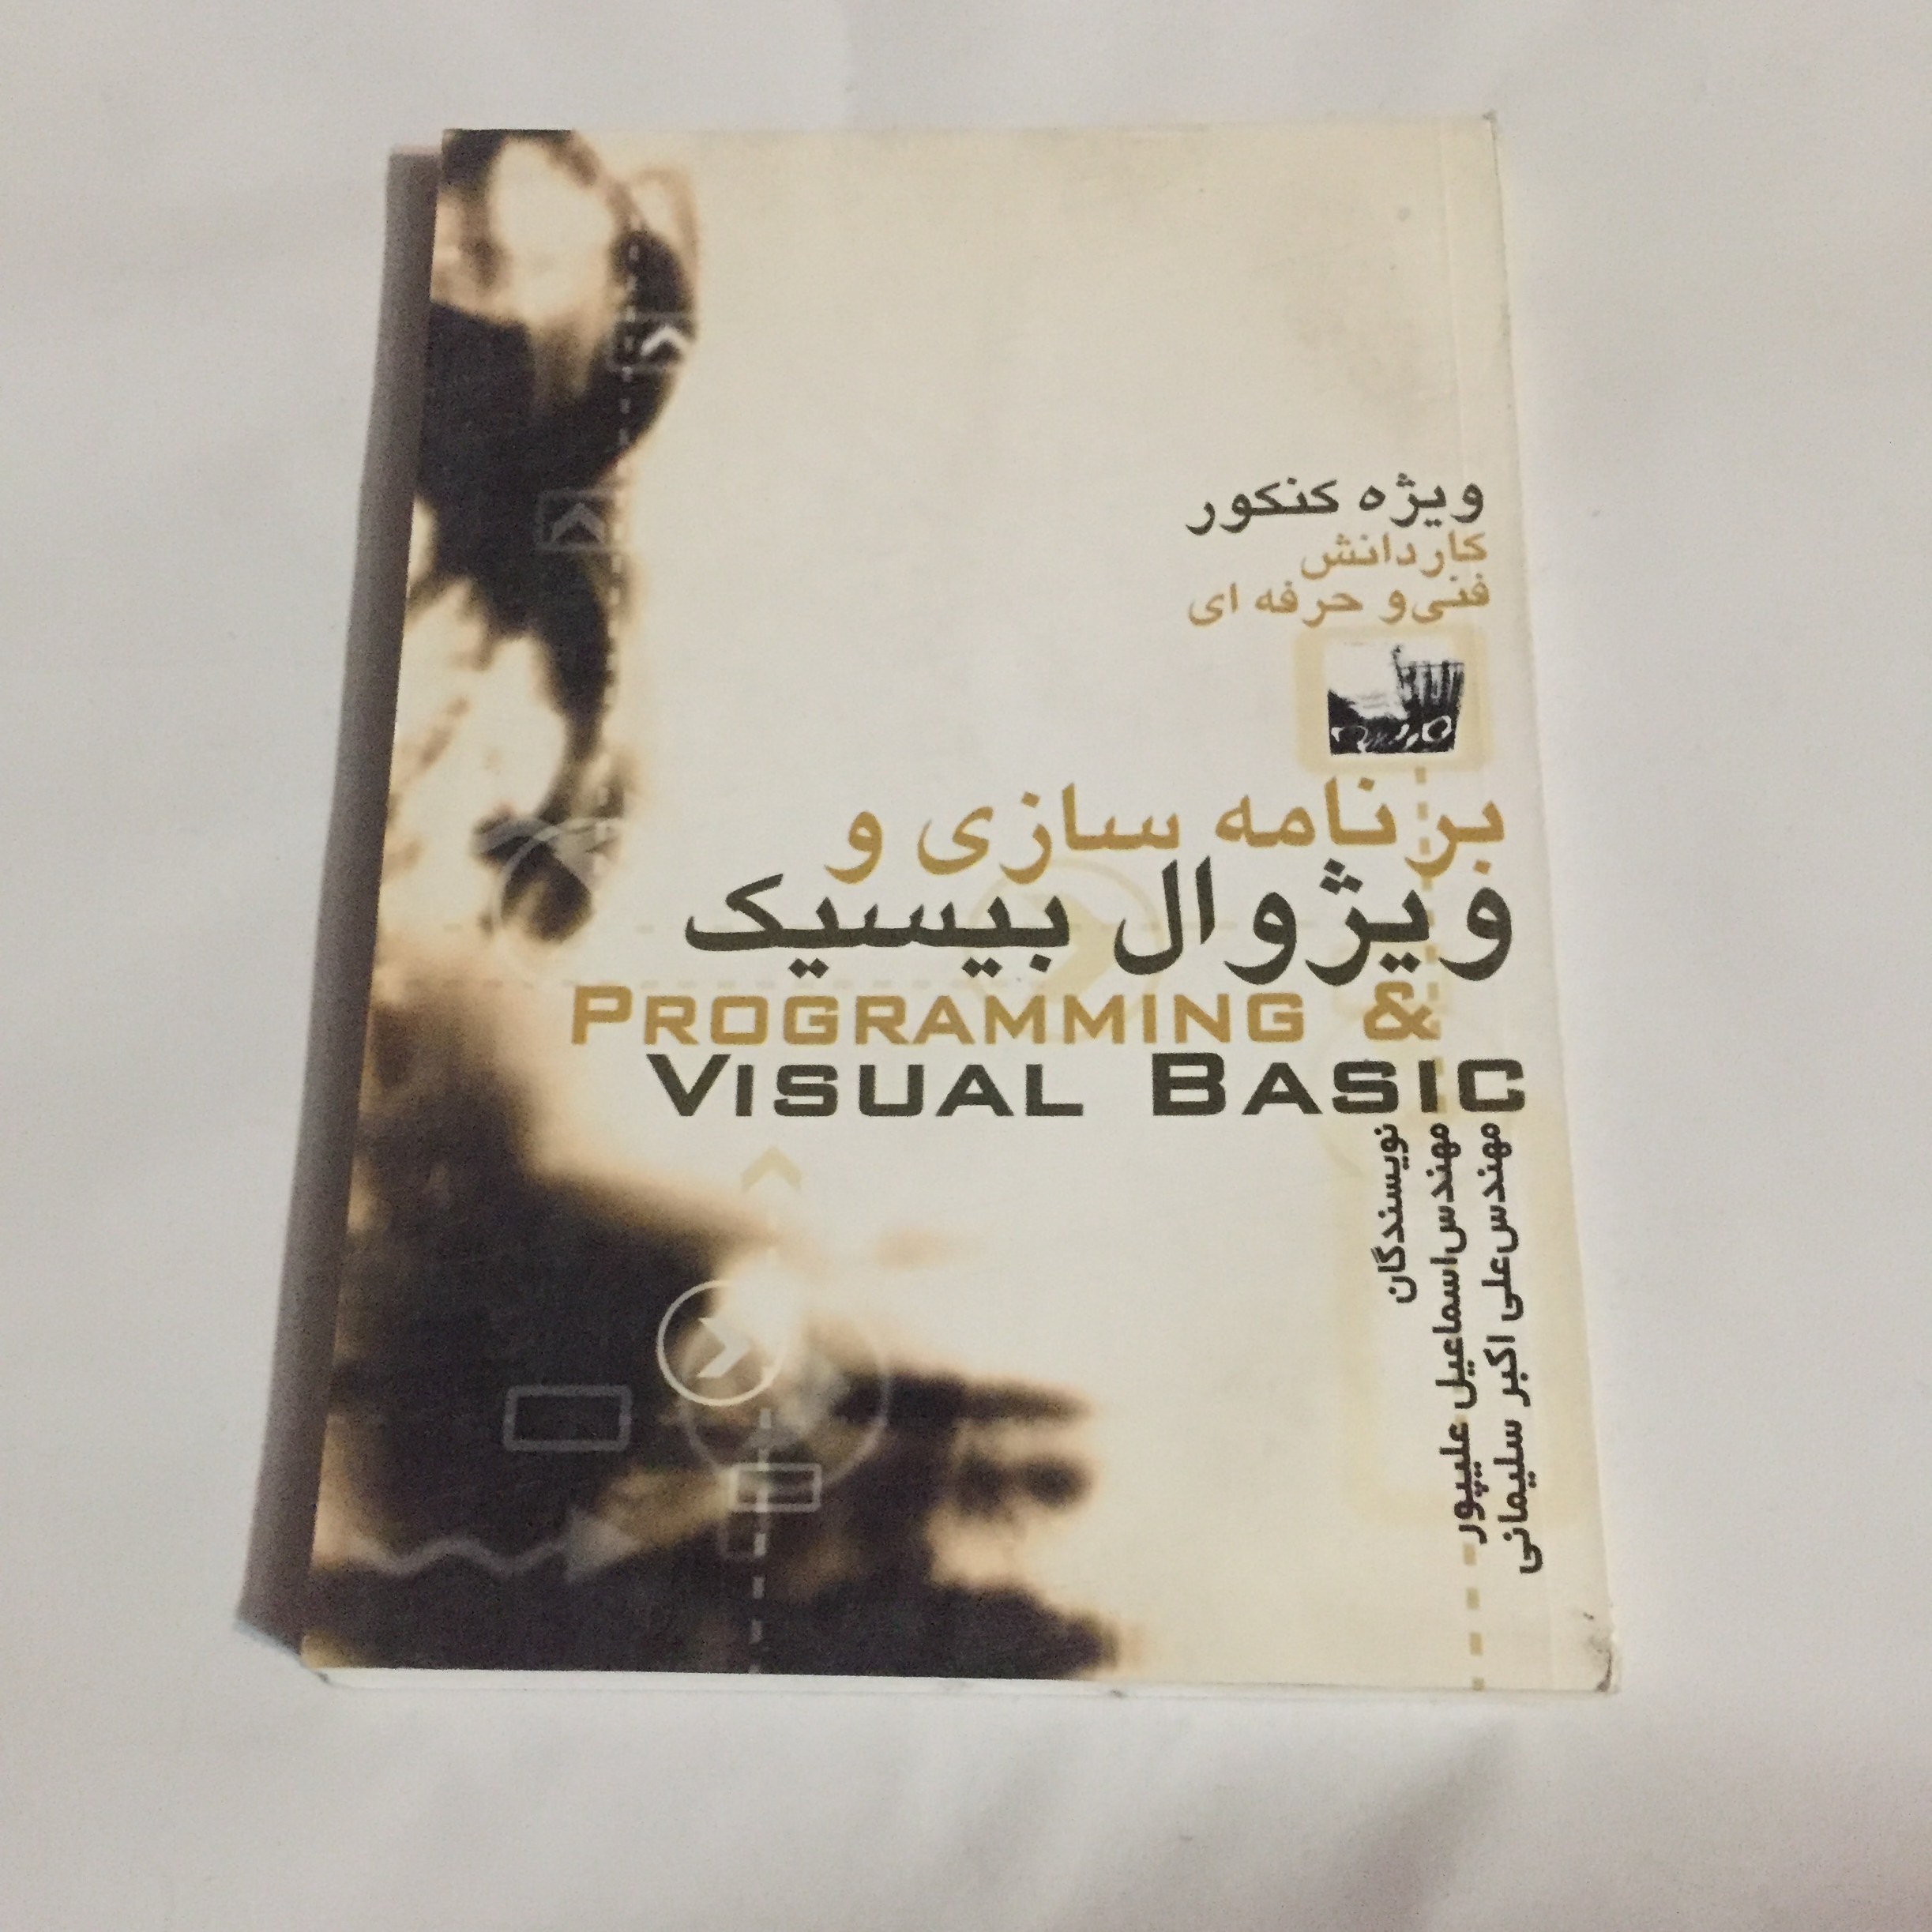 ویژه کنکور
کاردانش
فنی و حرفه ای
برنامه سازی و
ویژوال بیسیک
PROGRAMMING &
VISUAL BASIC
نویسندگان
مهندس اسماعیل علیپور
مهندس علی اکبر سلیمانی